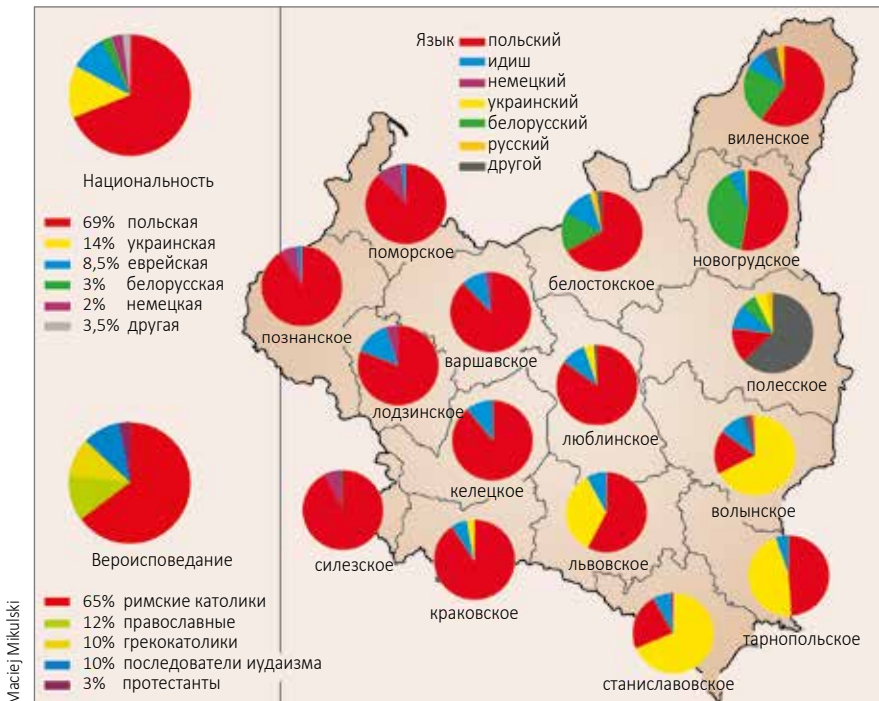 Национальность
69% польская
14% украинская
8,5% еврейская
3% белорусская
2% немецкая
3,5% другая
Вероисповедание
65% римские католики
12% православные
10% грекокатолики
10% последователи иудаизма
3% протестанты
Maciej Mikulski
Язык польский
идиш
немецкий
украинский
белорусский
русский
другой
виленское
поморское
белостокское
новогрудское
познанское
варшавское
полесское
лодзинское
люблинское
келецкое
волынское
силезское
львовское
краковское
тарнопольское
станиславовское